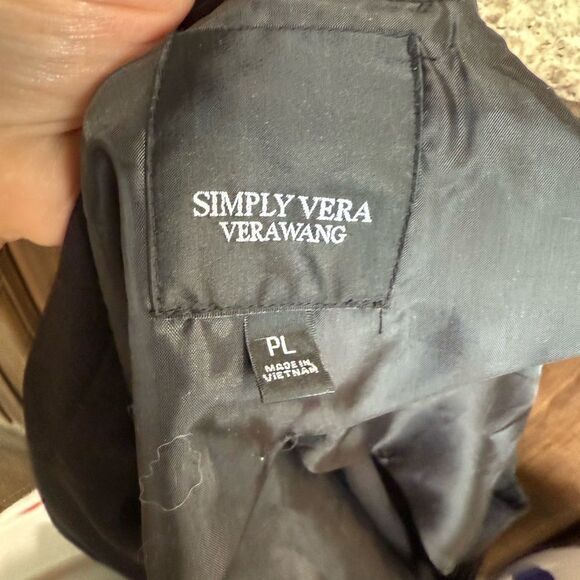 SIMPLY VERA
VERAWANG
PL
MADE IN
VIETNAM